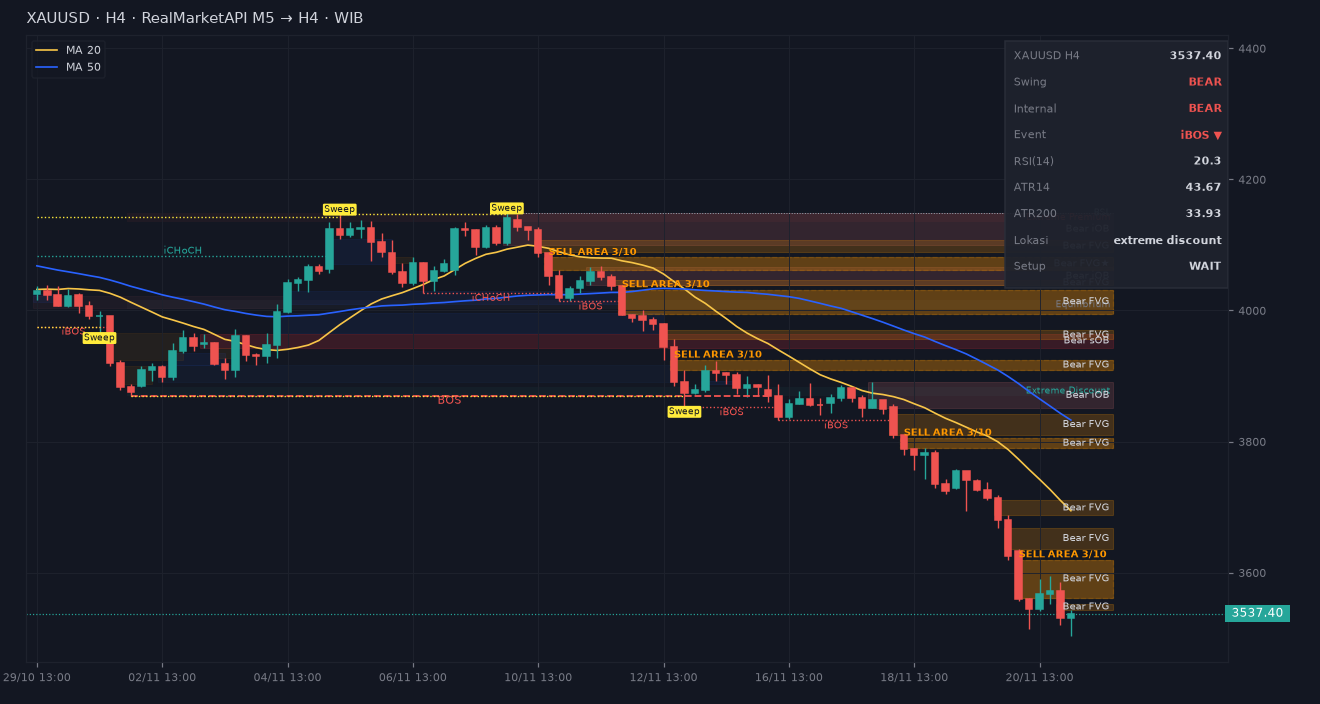 XAUUSD · H4 · RealMarketAPI M5 → H4 · WIB
MA 20
MA 50
XAUUSD H4 3537.40
Swing BEAR
Internal BEAR
Event iBOS ▼
RSI(14) 20.3
ATR14 43.67
ATR200 33.93
Lokasi extreme discount
Setup WAIT
4400
4200
4000
3800
3600
3537.40
Sweep
Sweep
iCHoCH
SELL AREA 3/10
SELL AREA 3/10
iCHoCH
iBOS
Bear FVG
iBOS
Sweep
Bear FVG
Bear sOB
SELL AREA 3/10
Bear FVG
Extreme Discount
Bear iOB
BOS
Sweep
iBOS
iBOS
Bear FVG
SELL AREA 3/10
Bear FVG
Bear FVG
Bear FVG
SELL AREA 3/10
Bear FVG
Bear FVG
29/10 13:00
02/11 13:00
04/11 13:00
06/11 13:00
10/11 13:00
12/11 13:00
16/11 13:00
18/11 13:00
20/11 13:00